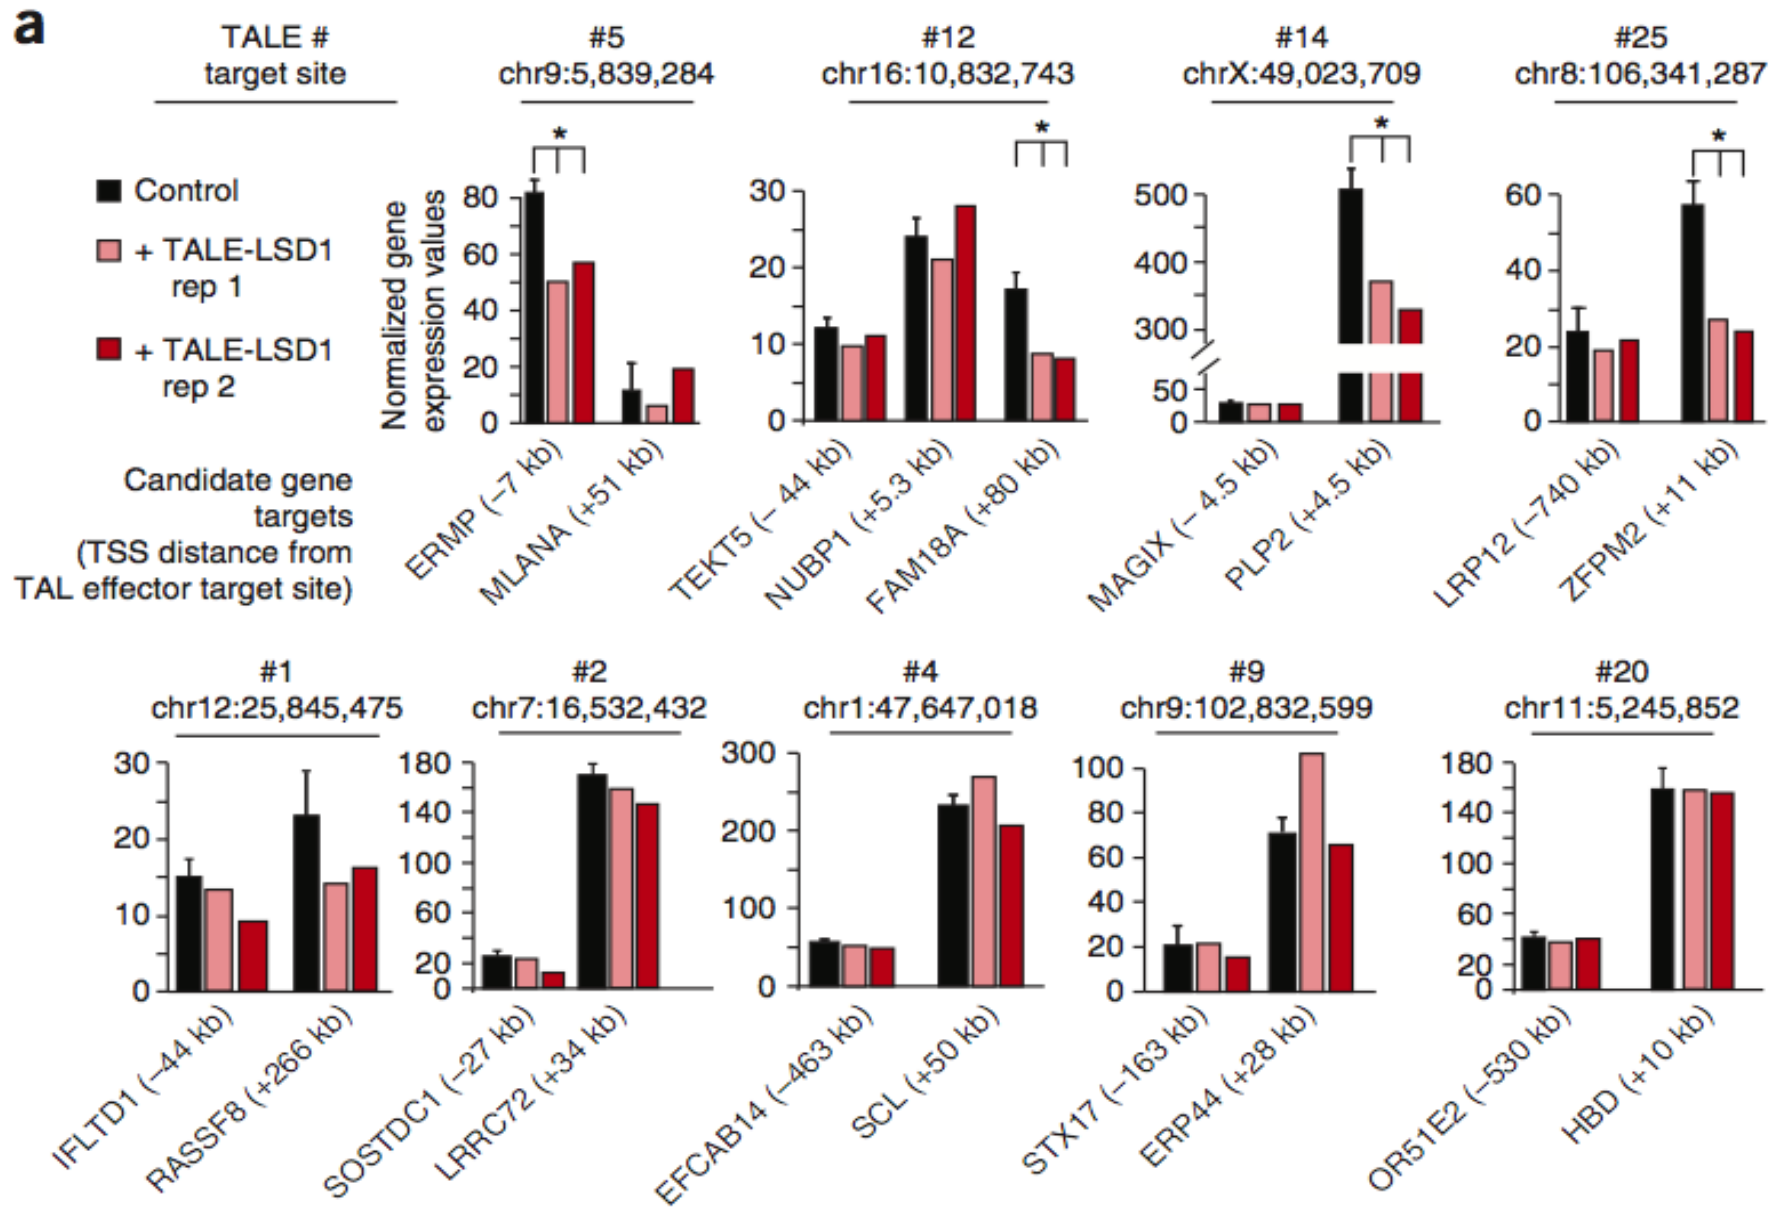 a
TALE #
target site
#5
chr9:5,839,284
#12
chr16:10,832,743
#14
chrX:49,023,709
#25
chr8:106,341,287
Control
+ TALE-LSD1
rep 1
+ TALE-LSD1
rep 2
Normalized gene
expression values
*
80
60
40
20
0
*
30
20
10
0
*
500
400
300
50
0
*
60
40
20
0
Candidate gene
targets
(TSS distance from
TAL effector target site)
ERMP (–7 kb)
MLANA (+51 kb)
TEKT5 (– 44 kb)
NUBP1 (+5.3 kb)
FAM18A (+80 kb)
MAGIX (– 4.5 kb)
PLP2 (+4.5 kb)
LRP12 (–740 kb)
ZFPM2 (+11 kb)
#1
chr12:25,845,475
#2
chr7:16,532,432
#4
chr1:47,647,018
#9
chr9:102,832,599
#20
chr11:5,245,852
30
20
10
0
180
140
100
60
20
0
300
200
100
0
100
80
60
40
20
0
180
140
100
60
20
0
IFLTD1 (–44 kb)
RASSF8 (+266 kb)
SOSTDC1 (–27 kb)
LRRC72 (+34 kb)
EFCAB14 (–463 kb)
SCL (+50 kb)
STX17 (–163 kb)
ERP44 (+28 kb)
OR51E2 (–530 kb)
HBD (+10 kb)